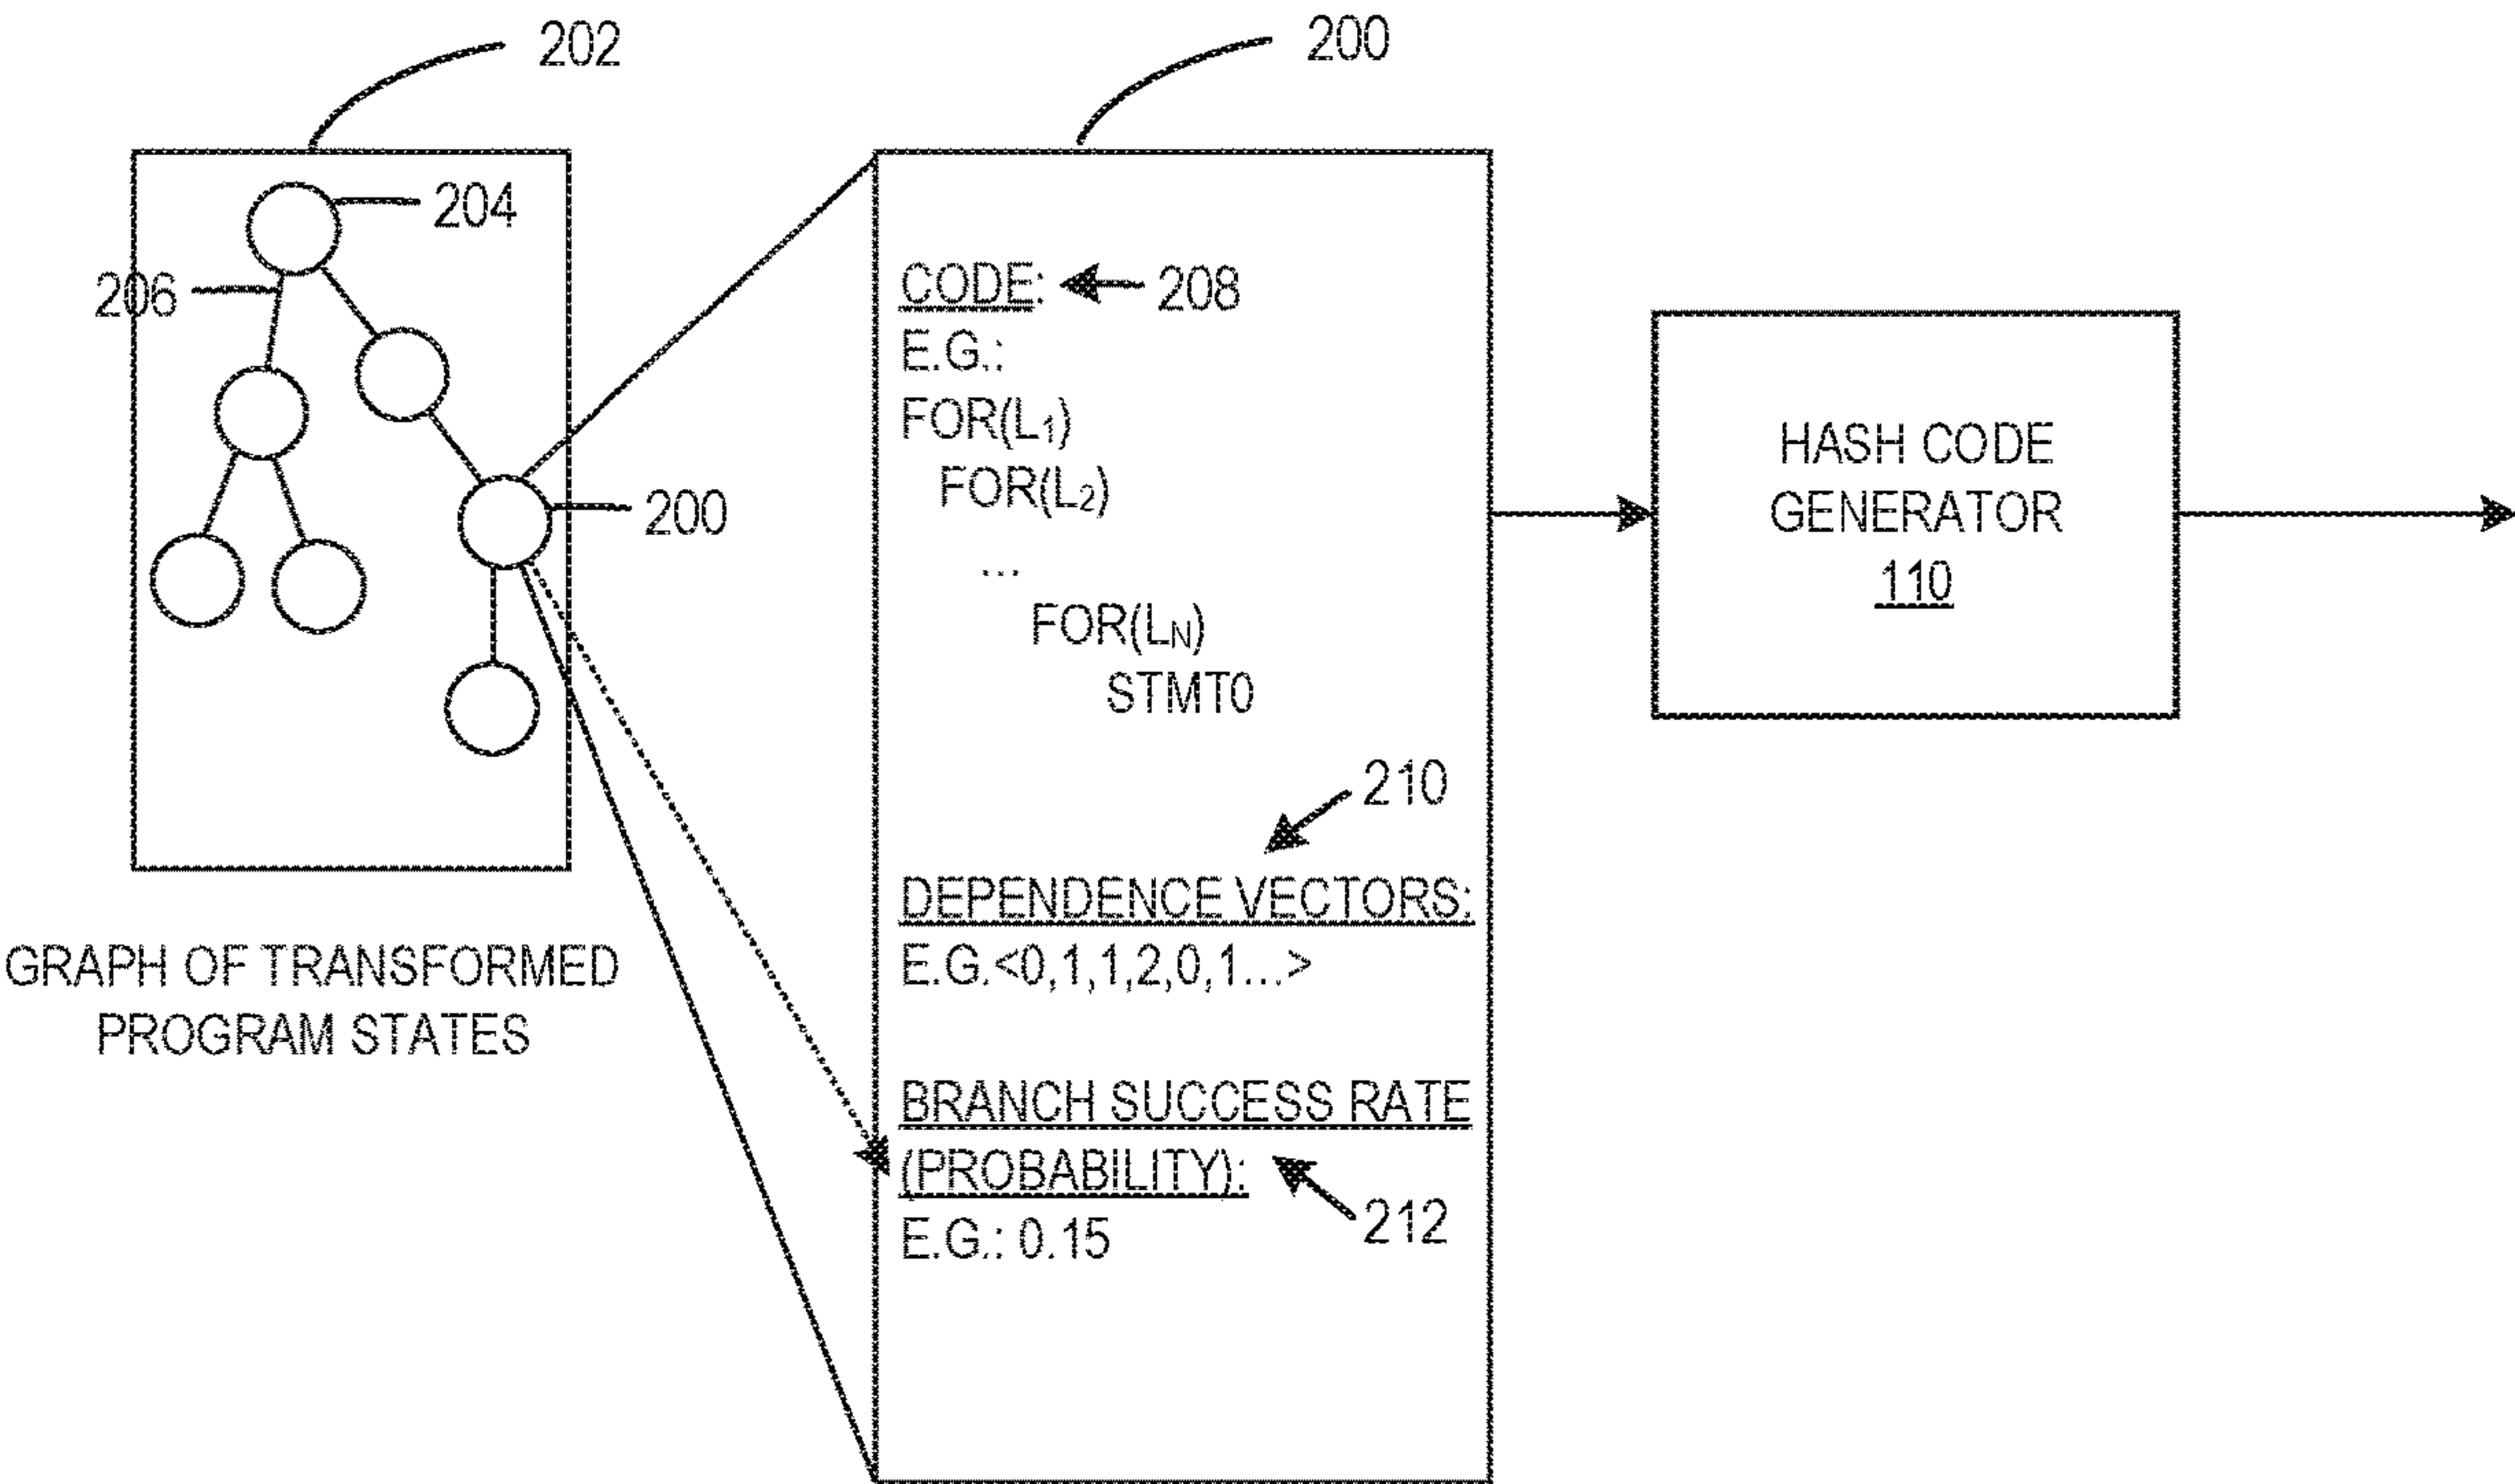 202
200
204
206
200
GRAPH OF TRANSFORMED
PROGRAM STATES
CODE: 208
E.G.:
FOR(L1)
FOR(L2)
...
FOR(LN)
STMT0
210
DEPENDENCE VECTORS:
E.G.<0,1,1,2,0,1...>
BRANCH SUCCESS RATE
(PROBABILITY):
212
E.G.: 0.15
HASH CODE
GENERATOR
110